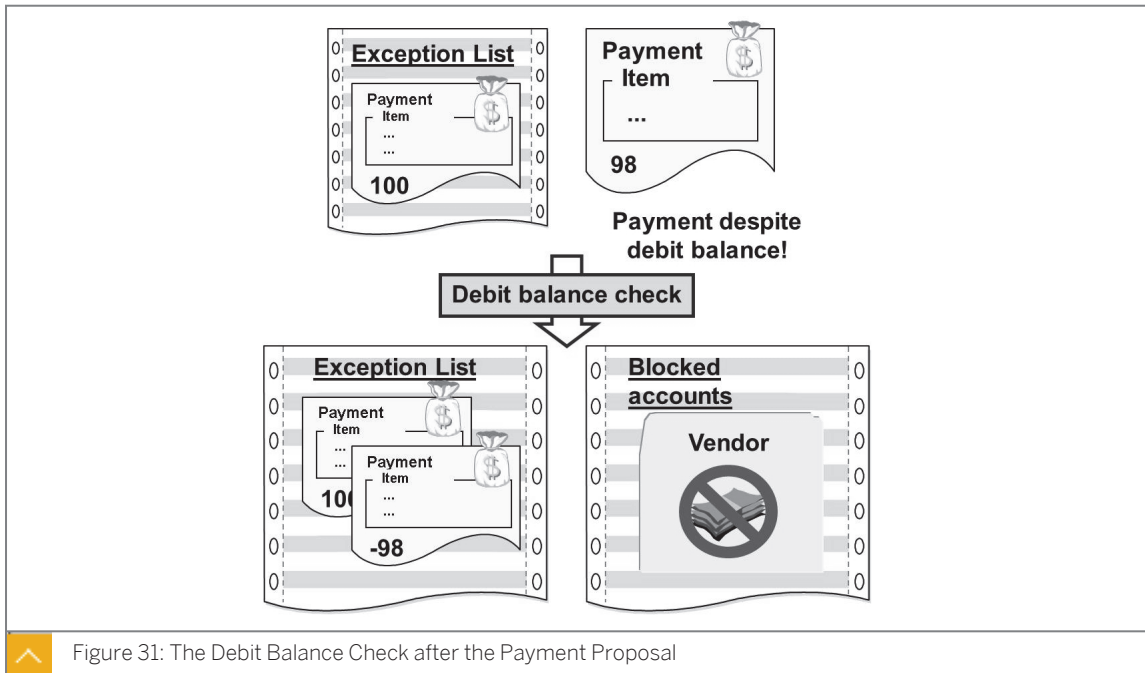 Exception List
Payment
Item
...
...
100
$
Payment
Item
...
98
$
Payment despite
debit balance!
Debit balance check
Exception List
Payment
Item
...
...
$
Payment
Item
...
...
-98
$
Blocked
accounts
Vendor
Figure 31: The Debit Balance Check after the Payment Proposal